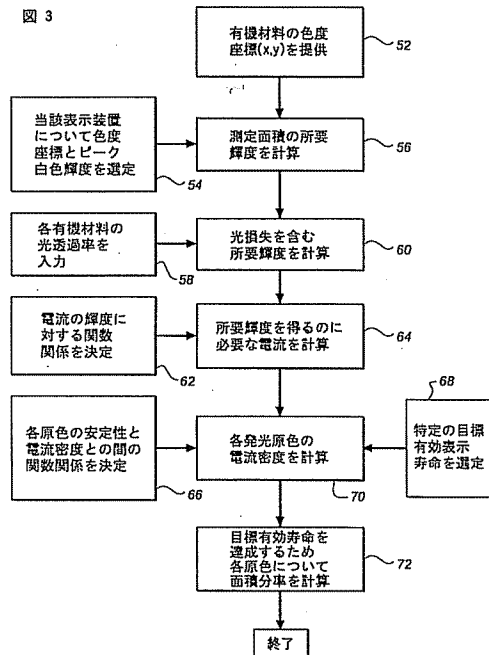 図 3
有機材料の色度
座標(x,y)を提供
52
当該表示装置
について色度
座標とピーク
白色輝度を選定
54
測定面積の所要
輝度を計算
56
各有機材料の
光透過率を
入力
58
光損失を含む
所要輝度を計算
60
電流の輝度に
対する関数
関係を決定
62
所要輝度を得るのに
必要な電流を計算
64
各原色の安定性と
電流密度との間の
関数関係を決定
66
各発光原色の
電流密度を計算
70
68
特定の目標
有効表示
寿命を選定
目標有効寿命を
達成するため
各原色について
面積分率を計算
72
終了